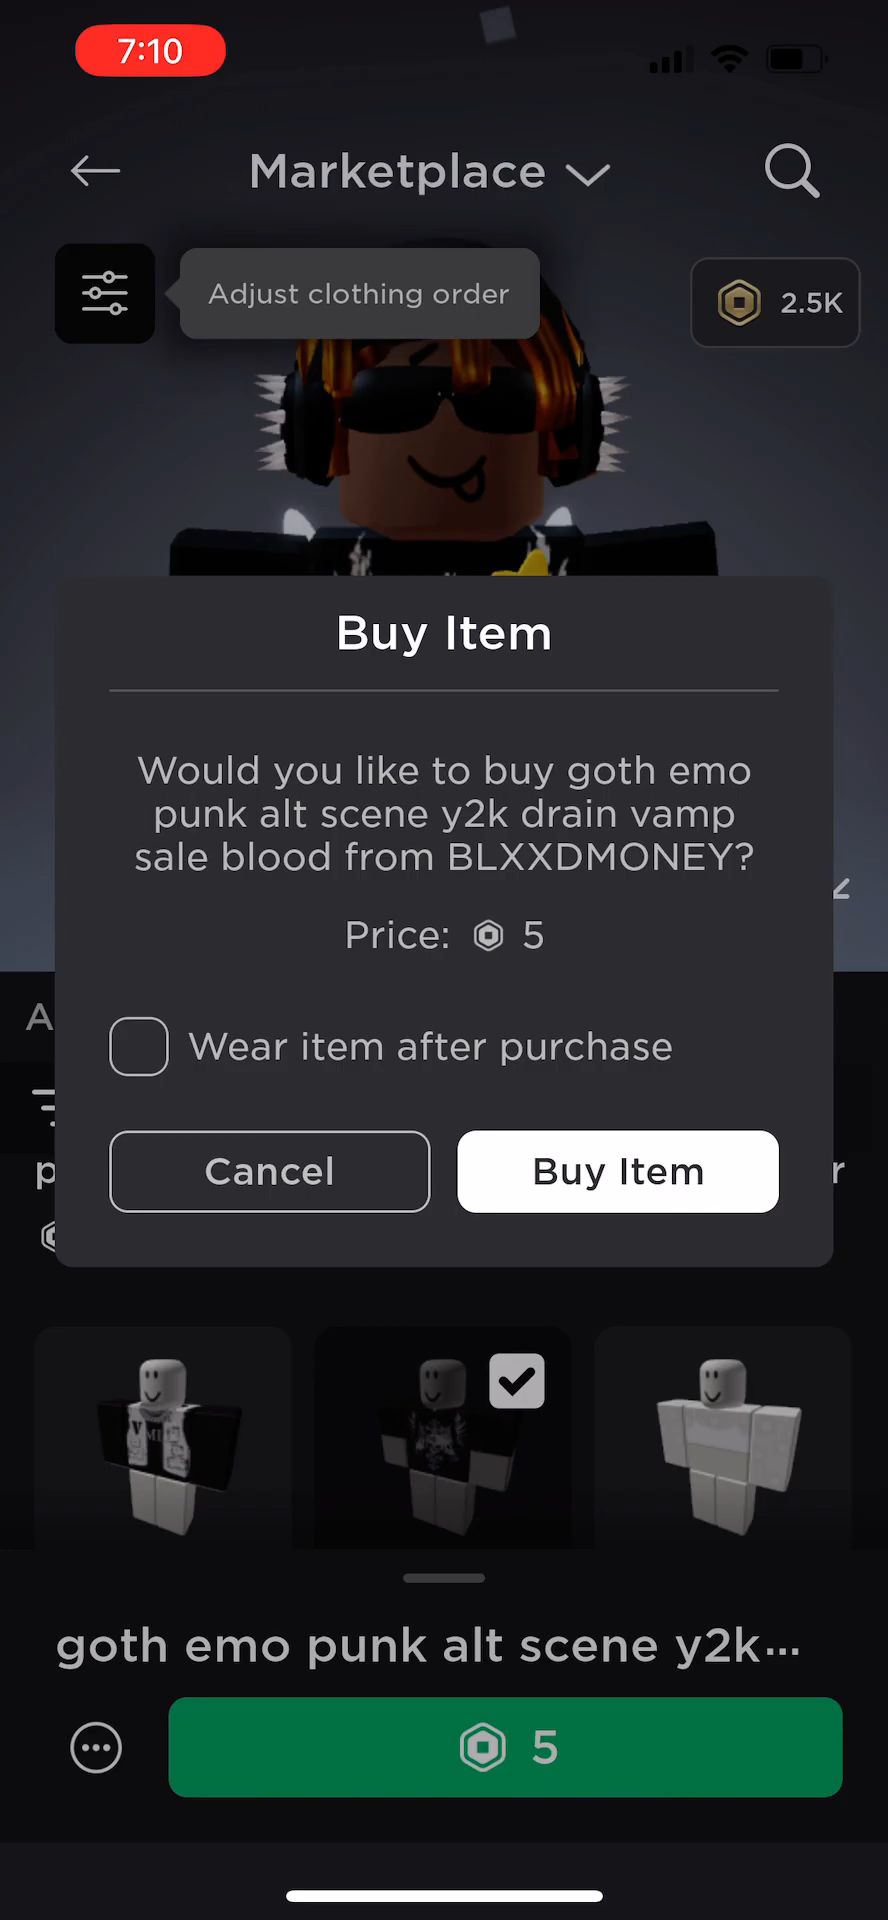 7:10
Marketplace
Adjust clothing order
2.5K
Buy Item
Would you like to buy goth emo
punk alt scene y2k drain vamp
sale blood from BLXXDMONEY?
Price: 5
A
Wear item after purchase
Cancel
Buy Item
p
r
goth emo punk alt scene y2k...
5